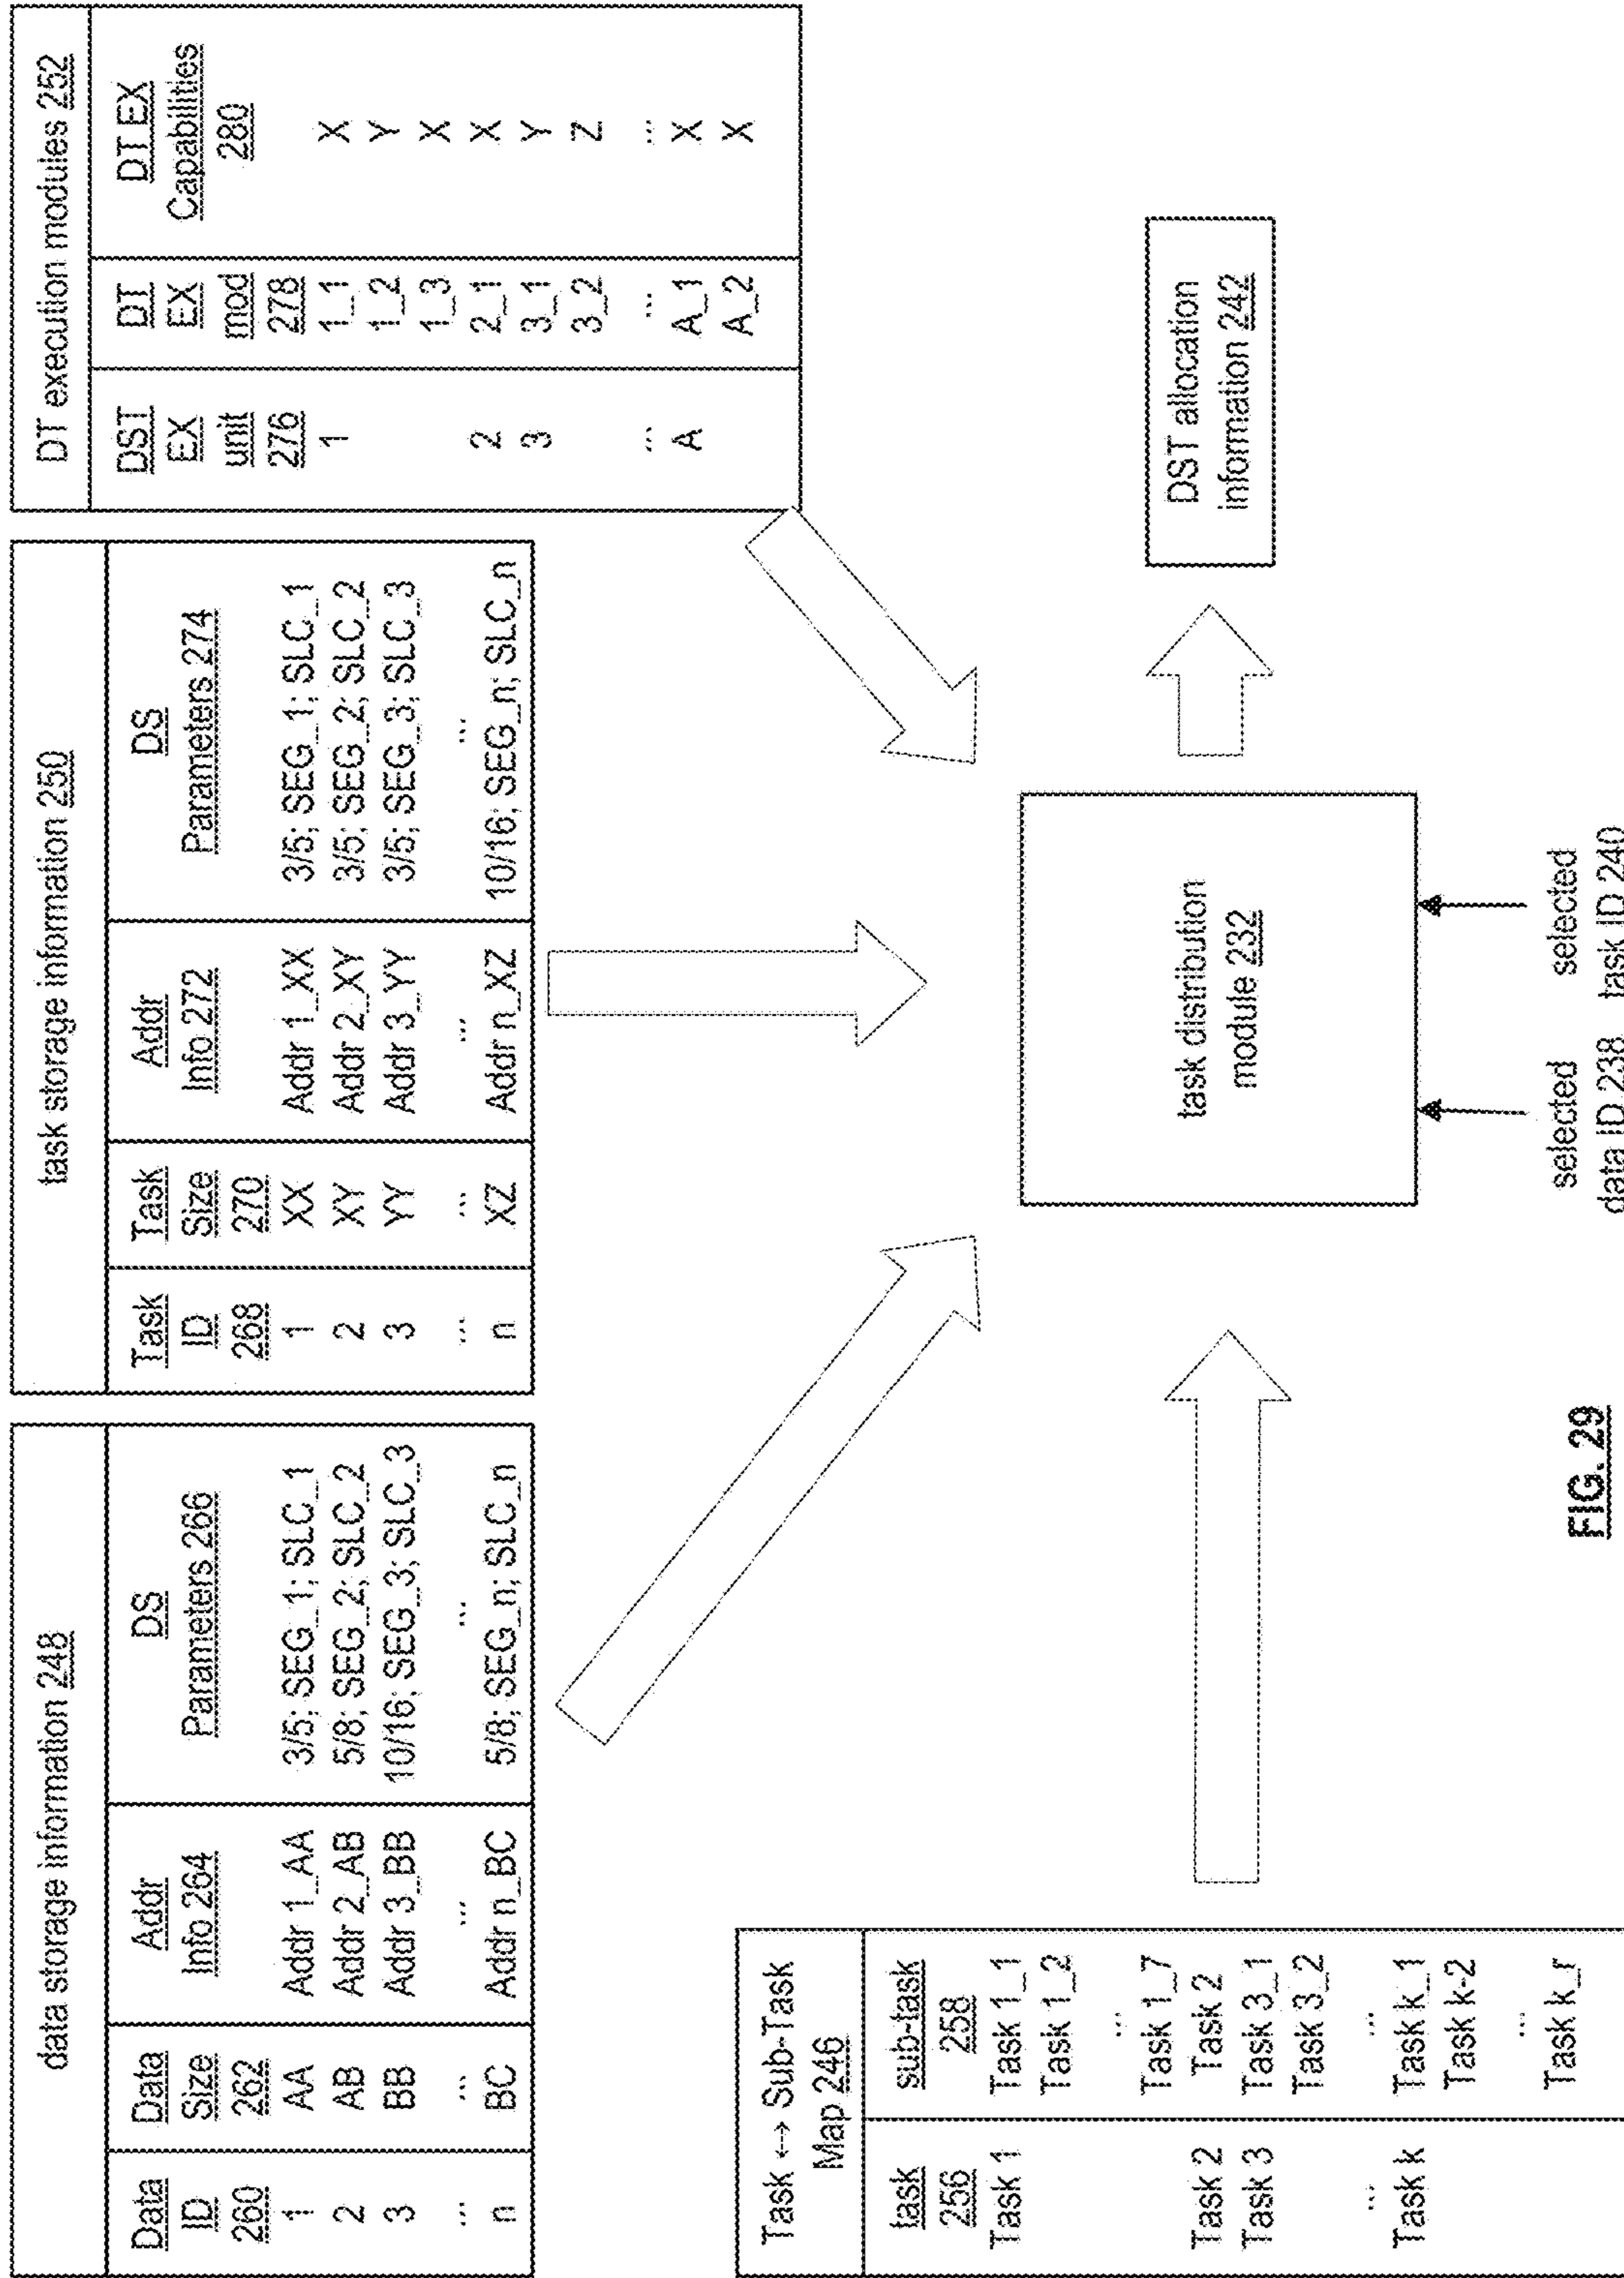 data storage information 248
Data ID 260
Data Size 262
Addr Info 264
DS Parameters 266
1 AA Addr 1_AA 3/5; SEG_1; SLC_1
2 AB Addr 2_AB 5/8; SEG_2; SLC_2
3 BB Addr 3_BB 10/16; SEG_3; SLC_3
... ... ... ...
n BC Addr n_BC 5/8; SEG_n; SLC_n
task storage information 250
Task ID 268
Task Size 270
Addr Info 272
DS Parameters 274
1 XX Addr 1_XX 3/5; SEG_1; SLC_1
2 XY Addr 2_XY 3/5; SEG_2; SLC_2
3 YY Addr 3_YY 3/5; SEG_3; SLC_3
... ... ... ...
n XZ Addr n_XZ 10/16; SEG_n; SLC_n
DT execution modules 252
DST EX unit 276
DT EX mod 278
DT EX Capabilities 280
1 1_1 X
1_2 Y
1_3 X
2 2_1 X
3 3_1 Y
3_2 Z
... ... ...
A A_1 X
A_2 X
Task ↔ Sub-Task
Map 246
task 256
sub-task 258
Task 1 Task 1_1
Task 1_2
...
Task 1_7
Task 2 Task 2
Task 3 Task 3_1
Task 3_2
... ...
Task k Task k_1
Task k-2
...
Task k_r
task distribution
module 232
DST allocation
information 242
selected
data ID 238
selected
task ID 240
FIG. 29